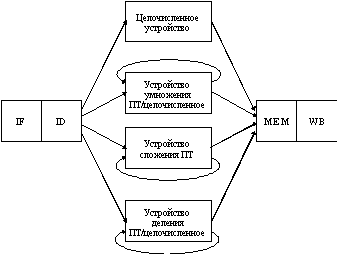 Целочисленное
устройство
Устройство
умножения
ПТ/целочисленное
IF
ID
MEM
WB
Устройство
сложения ПТ
Устройство
деления
ПТ/целочисленное